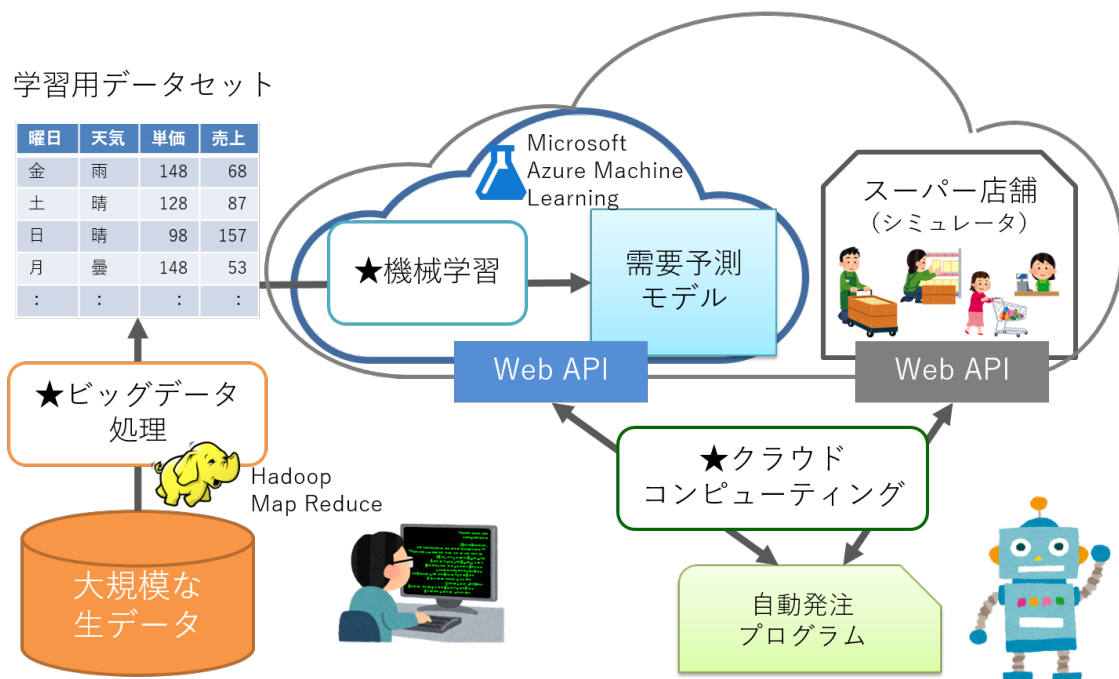 学習用データセット
曜日 天気 単価 売上
金 雨 148 68
土 晴 128 87
日 晴 98 157
月 曇 148 53
: : : :
Microsoft
Azure Machine
Learning
★機械学習
需要予測
モデル
スーパー店舗
(シミュレータ)
Web API
Web API
★ビッグデータ
処理
Hadoop
Map Reduce
大規模な
生データ
★クラウド
コンピューティング
自動発注
プログラム